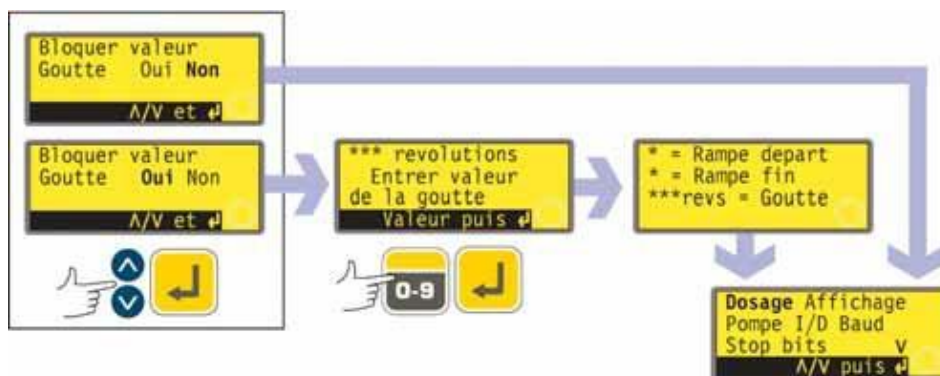 Bloquer valeur
Goutte Oui Non
Λ/V et ↲
Bloquer valeur
Goutte Oui Non
Λ/V et ↲
*** revolutions
Entrer valeur
de la goutte
Valeur puis ↲
0-9
* = Rampe depart
* = Rampe fin
***revs = Goutte
Dosage Affichage
Pompe I/D Baud
Stop bits V
Λ/V puis ↲